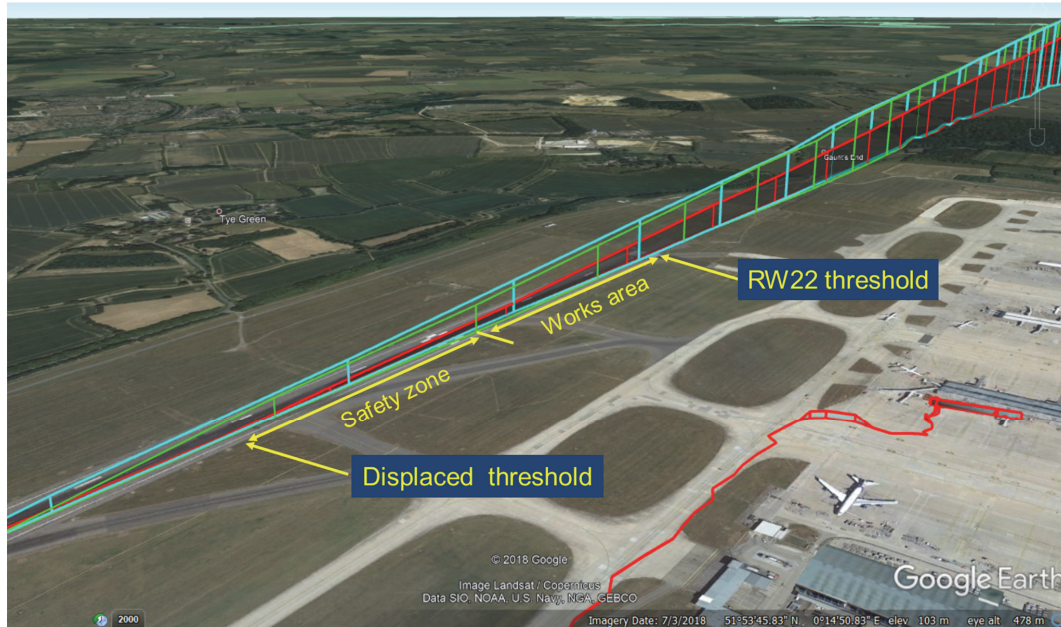 Gaunt's End
Tye Green
RW22 threshold
Works area
Safety zone
Displaced threshold
© 2018 Google
Image Landsat / Copernicus
Data SIO, NOAA, U.S. Navy, NGA, GEBCO
Google Earth
2000
Imagery Date: 7/3/2018 51°53'45.83" N, 0°14'50.83" E elev 103 m eye alt 478 m